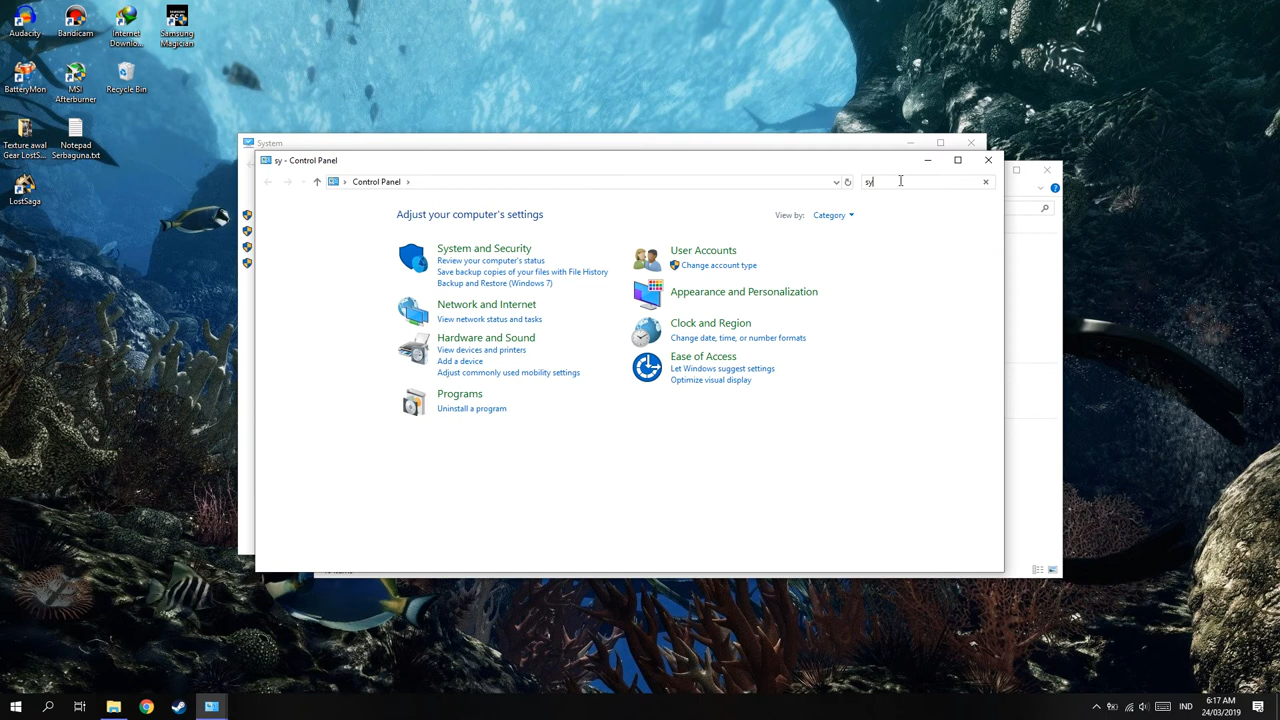 Audacity
Bandicam
Internet
Downlo...
Samsung
Magician
BatteryMon
MSI
Afterburner
Recycle Bin
Texture awal
Gear LostS...
Notepad
Serbaguna.txt
LostSaga
System
sy - Control Panel
Control Panel
sy
Adjust your computer's settings
View by:
Category
System and Security
Review your computer's status
Save backup copies of your files with File History
Backup and Restore (Windows 7)
Network and Internet
View network status and tasks
Hardware and Sound
View devices and printers
Add a device
Adjust commonly used mobility settings
Programs
Uninstall a program
User Accounts
Change account type
Appearance and Personalization
Clock and Region
Change date, time, or number formats
Ease of Access
Let Windows suggest settings
Optimize visual display
IND
6:17 AM
24/03/2019